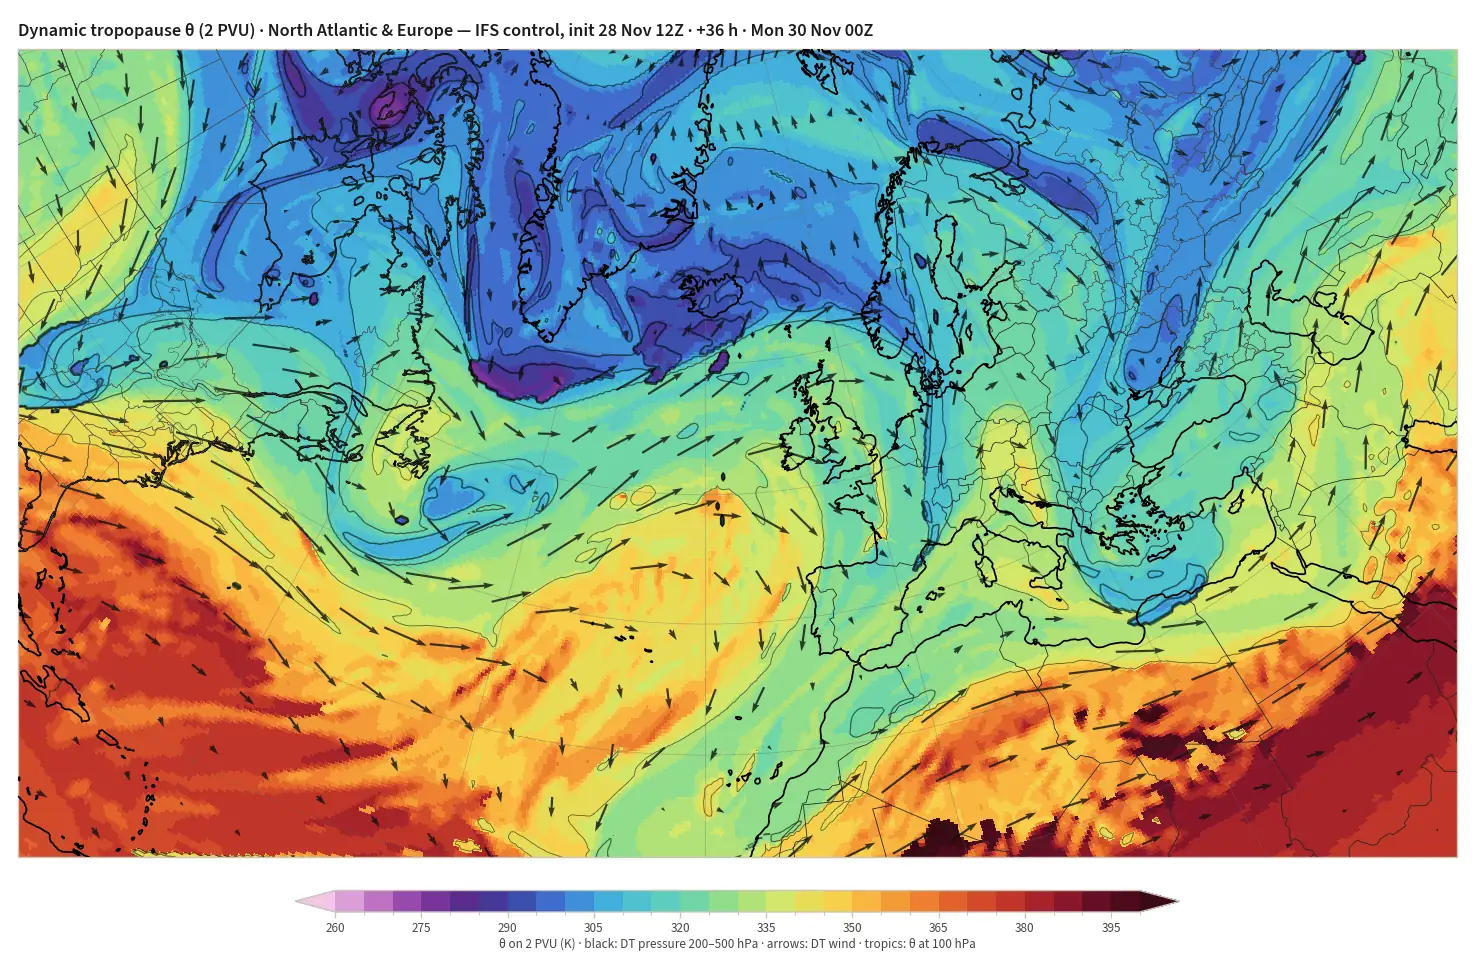 Dynamic tropopause θ (2 PVU) · North Atlantic & Europe — IFS control, init 28 Nov 12Z · +36 h · Mon 30 Nov 00Z
260 275 290 305 320 335 350 365 380 395
θ on 2 PVU (K) · black: DT pressure 200–500 hPa · arrows: DT wind · tropics: θ at 100 hPa